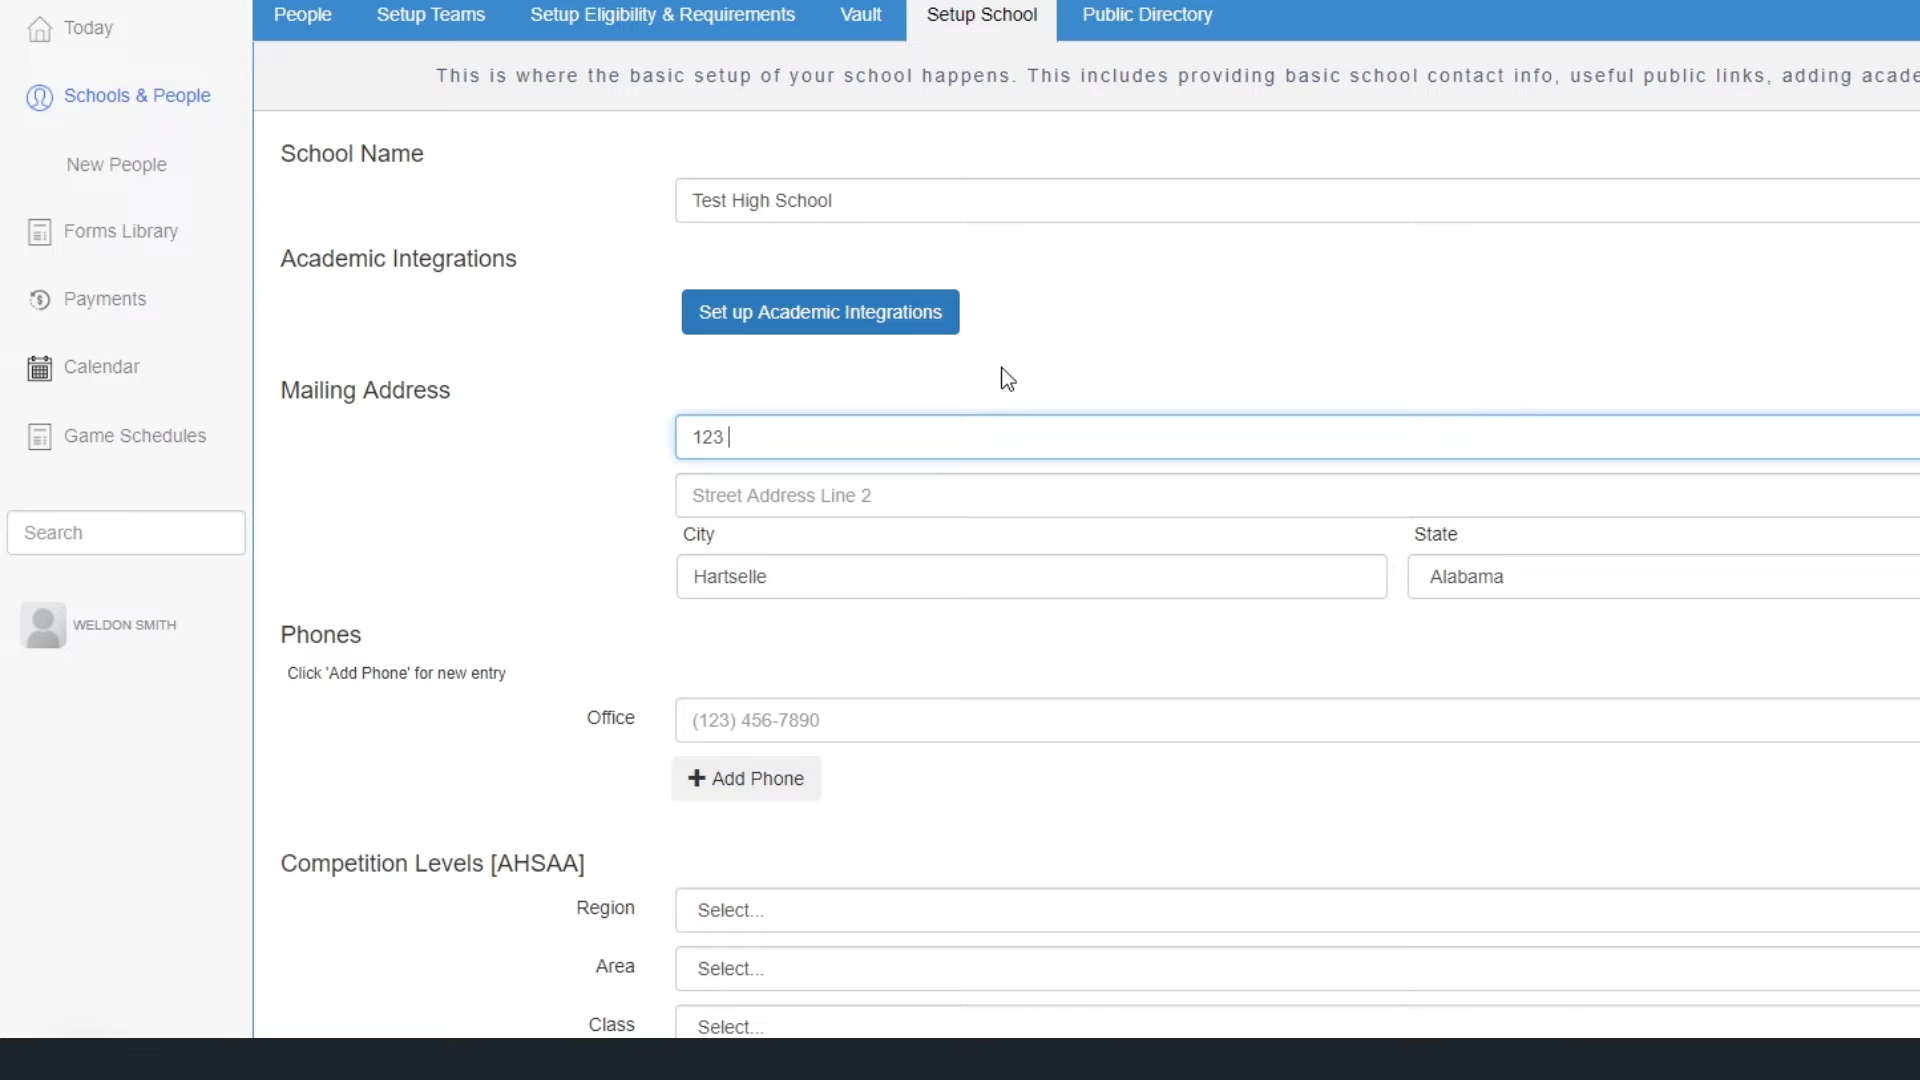 Today
Schools & People
New People
Forms Library
Payments
Calendar
Game Schedules
Search
WELDON SMITH
People Setup Teams Setup Eligibility & Requirements Vault Setup School Public Directory
This is where the basic setup of your school happens. This includes providing basic school contact info, useful public links, adding acade
School Name
Test High School
Academic Integrations
Set up Academic Integrations
Mailing Address
123
Street Address Line 2
City State
Hartselle Alabama
Phones
Click 'Add Phone' for new entry
Office (123) 456-7890
Add Phone
Competition Levels [AHSAA]
Region Select...
Area Select...
Class Select...